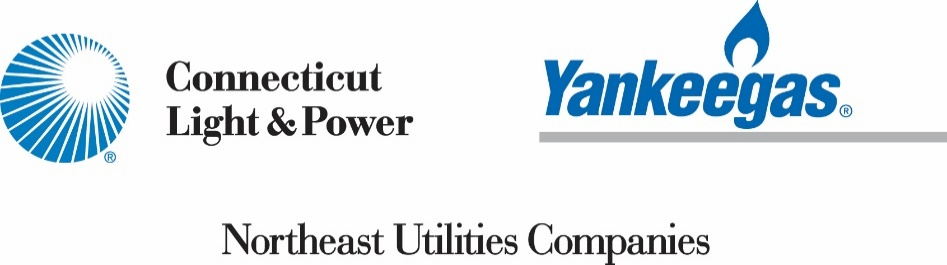 Connecticut
Light & Power
®
Yankeegas®
Northeast Utilities Companies